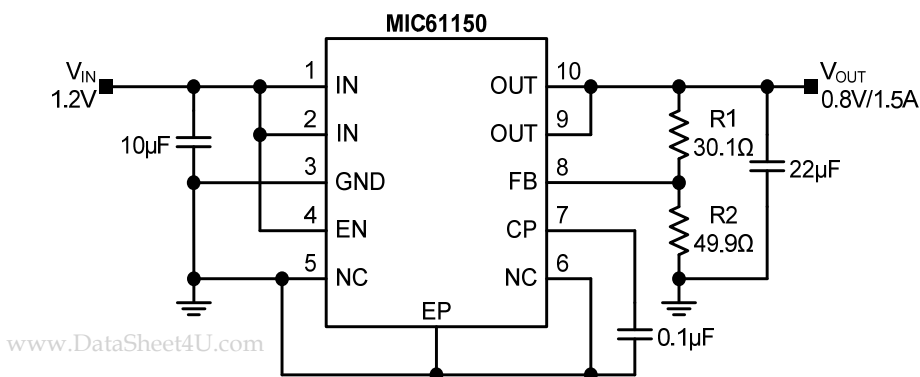 MIC61150
VIN
1.2V
10µF
1
IN
2
IN
3
GND
4
EN
5
NC
EP
10
OUT
9
OUT
8
FB
7
CP
6
NC
R1
30.1Ω
R2
49.9Ω
22µF
0.1µF
VOUT
0.8V/1.5A
www.DataSheet4U.com